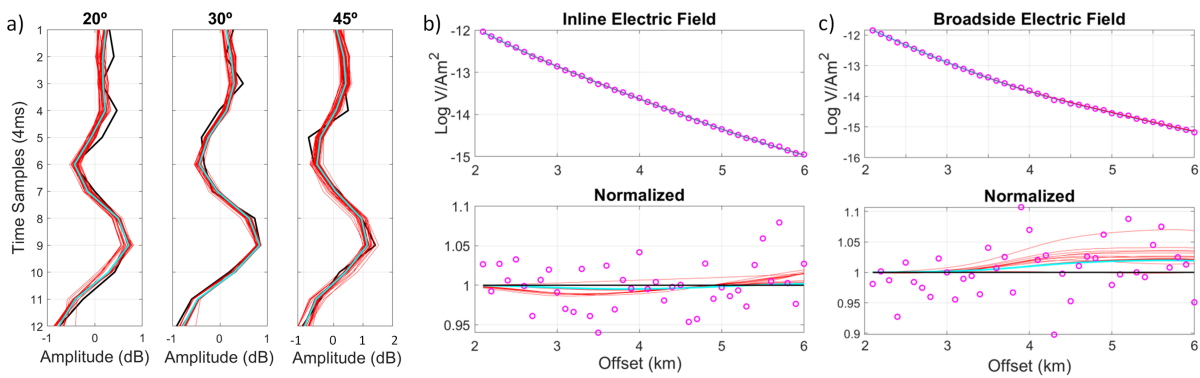 a)
20º
30º
45º
Time Samples (4ms)
1
2
3
4
5
6
7
8
9
10
11
12
-1 0 1
-1 0 1
-1 0 1 2
Amplitude (dB)
Amplitude (dB)
Amplitude (dB)
b)
Inline Electric Field
Log V/Am²
-12
-13
-14
-15
2 3 4 5 6
Normalized
1.1
1.05
1
0.95
2 3 4 5 6
Offset (km)
c)
Broadside Electric Field
Log V/Am²
-12
-13
-14
-15
-16
2 3 4 5 6
Normalized
1.1
1.05
1
0.95
0.9
2 3 4 5 6
Offset (km)